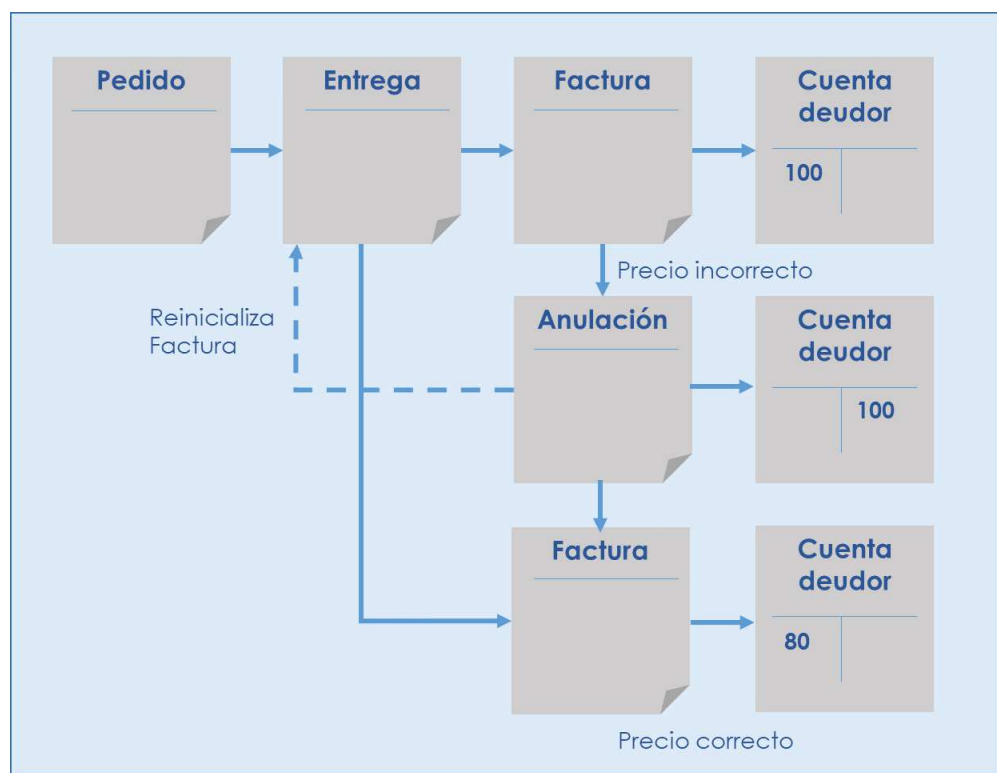 Pedido
Entrega
Factura
Cuenta
deudor
100
Precio incorrecto
Reinicializa
Factura
Anulación
Cuenta
deudor
100
Factura
Cuenta
deudor
80
Precio correcto